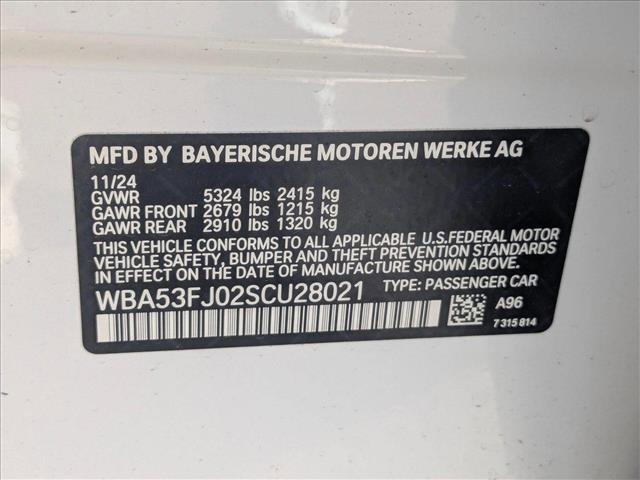 MFD BY BAYERISCHE MOTOREN WERKE AG
11/24
GVWR 5324 lbs 2415 kg
GAWR FRONT 2679 lbs 1215 kg
GAWR REAR 2910 lbs 1320 kg
THIS VEHICLE CONFORMS TO ALL APPLICABLE U.S.FEDERAL MOTOR
VEHICLE SAFETY, BUMPER AND THEFT PREVENTION STANDARDS
IN EFFECT ON THE DATE OF MANUFACTURE SHOWN ABOVE.
WBA53FJ02SCU28021 TYPE: PASSENGER CAR
A96
7 315 814